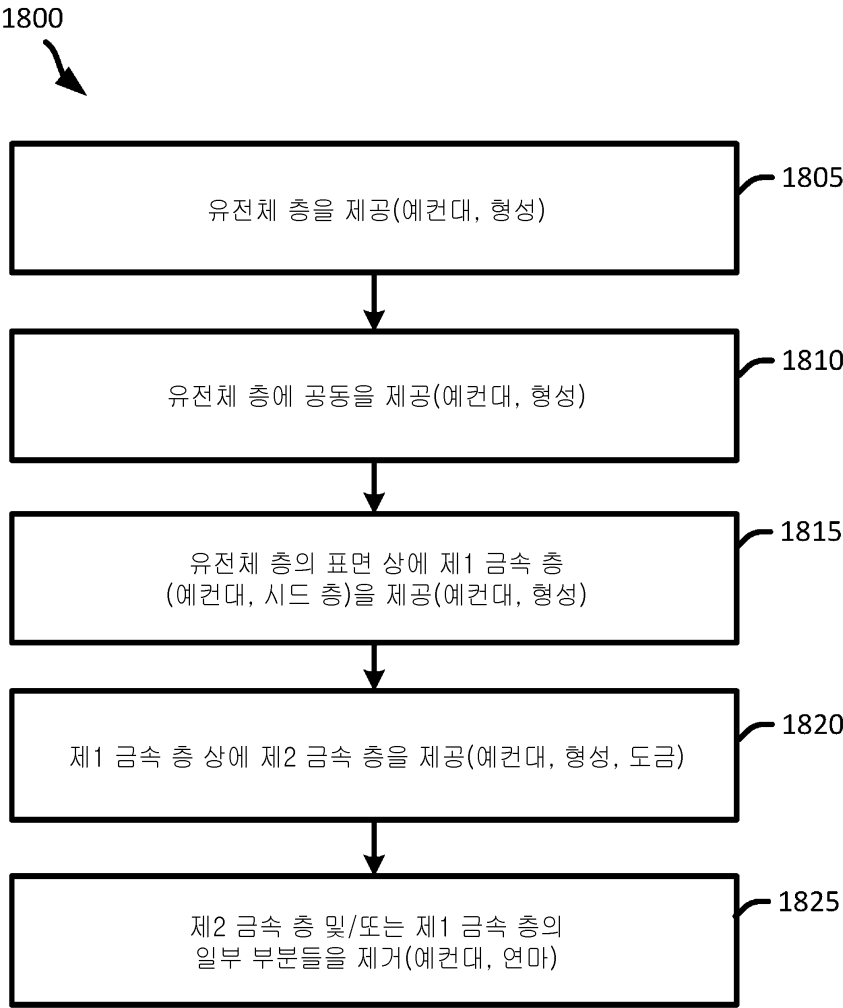 1800
유전체 층을 제공(예컨대, 형성)
1805
유전체 층에 공동을 제공(예컨대, 형성)
1810
유전체 층의 표면 상에 제1 금속 층
(예컨대, 시드 층)을 제공(예컨대, 형성)
1815
제1 금속 층 상에 제2 금속 층을 제공(예컨대, 형성, 도금)
1820
제2 금속 층 및/또는 제1 금속 층의
일부 부분들을 제거(예컨대, 연마)
1825